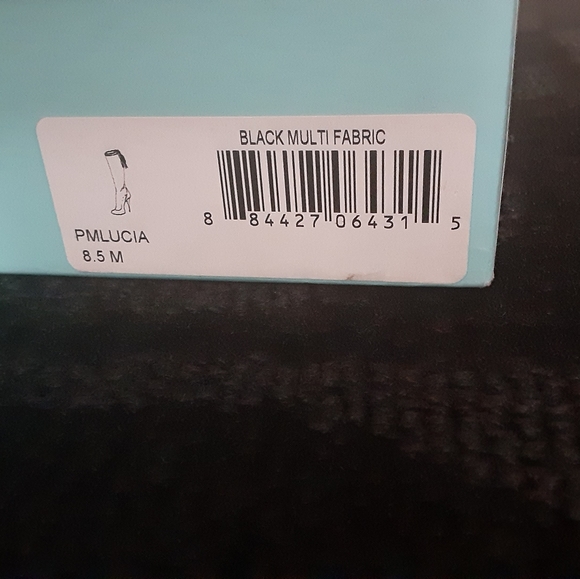 BLACK MULTI FABRIC
8 84427 06431 5
PMLUCIA
8.5 M